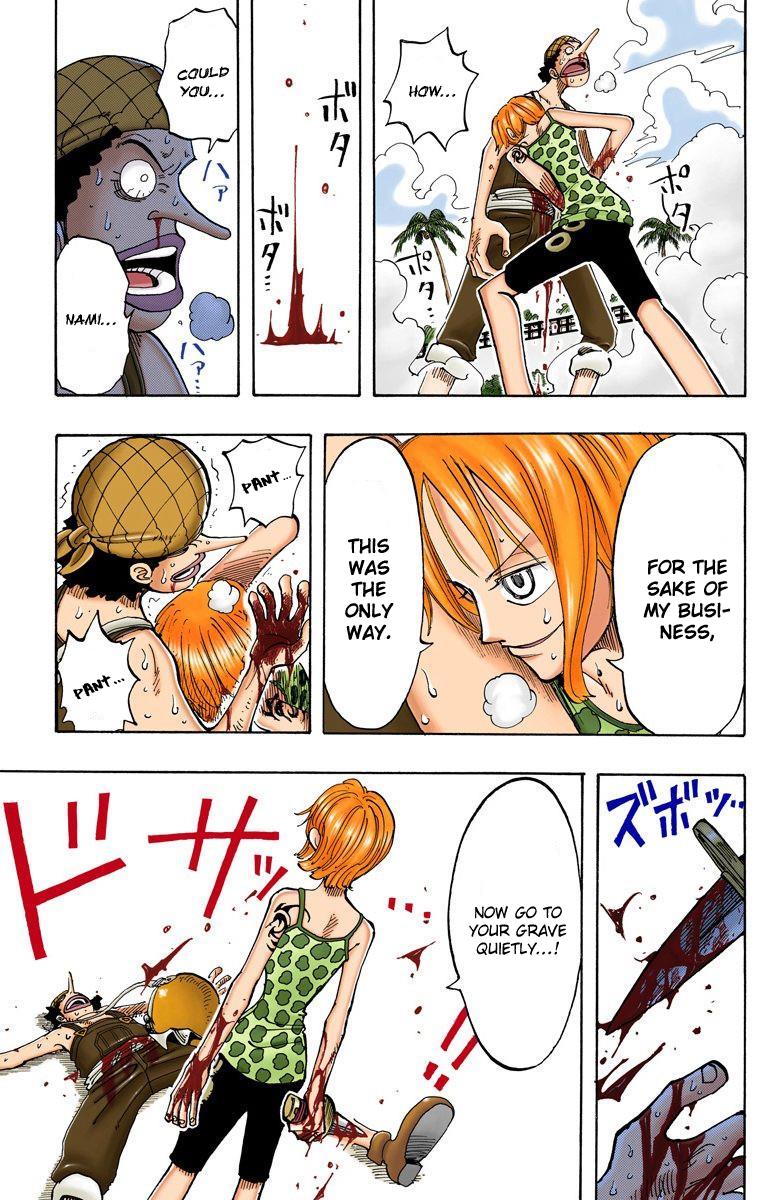 HOW...
ポタ
ポタ
ボタ
ボタ
COULD
YOU...
ハァ
NAMI...
ハァ...
FOR THE
SAKE OF
MY BUSI-
NESS,
THIS
WAS
THE
ONLY
WAY.
PANT...
PANT...
ズボッ
NOW GO TO
YOUR GRAVE
QUIETLY...!
ドサッ...!!